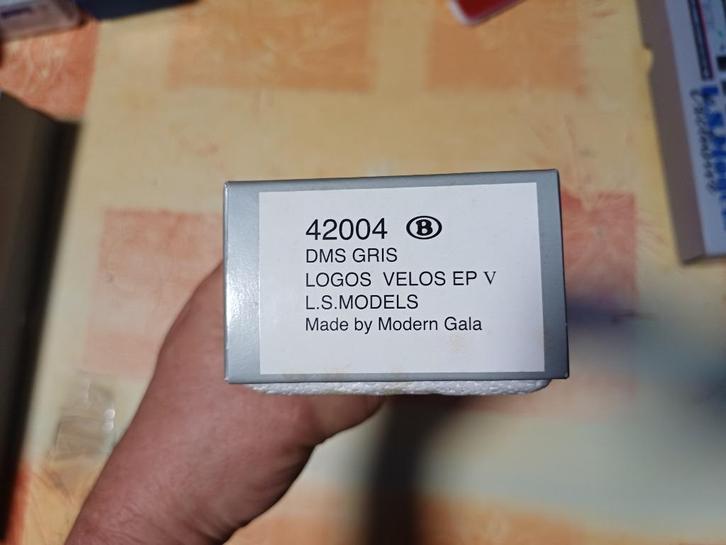 42004 B
DMS GRIS
LOGOS VELOS EP V
L.S.MODELS
Made by Modern Gala